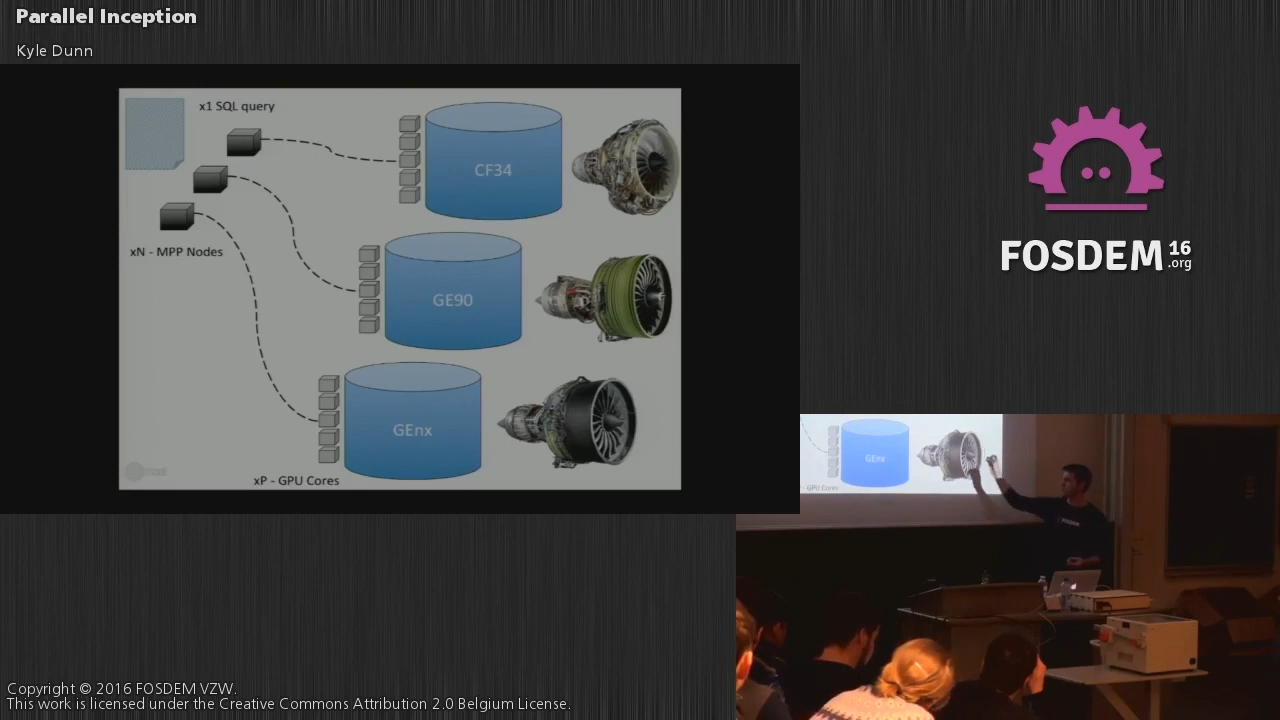 Parallel Inception
Kyle Dunn
x1 SQL query
CF34
xN - MPP Nodes
GE90
GEnx
xP - GPU Cores
FOSDEM 16
.org
GEnx
GPU Cores
Copyright © 2016 FOSDEM VZW.
This work is licensed under the Creative Commons Attribution 2.0 Belgium License.